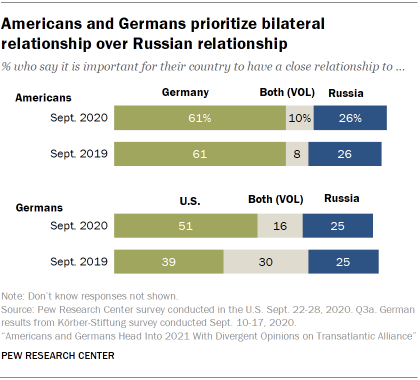 Americans and Germans prioritize bilateral
relationship over Russian relationship
% who say it is important for their country to have a close relationship to ...
Americans Germany Both (VOL) Russia
Sept. 2020 61% 10% 26%
Sept. 2019 61 8 26
Germans U.S. Both (VOL) Russia
Sept. 2020 51 16 25
Sept. 2019 39 30 25
Note: Don't know responses not shown.
Source: Pew Research Center survey conducted in the U.S. Sept. 22-28, 2020. Q3a. German
results from Körber-Stiftung survey conducted Sept. 10-17, 2020.
"Americans and Germans Head Into 2021 With Divergent Opinions on Transatlantic Alliance"
PEW RESEARCH CENTER